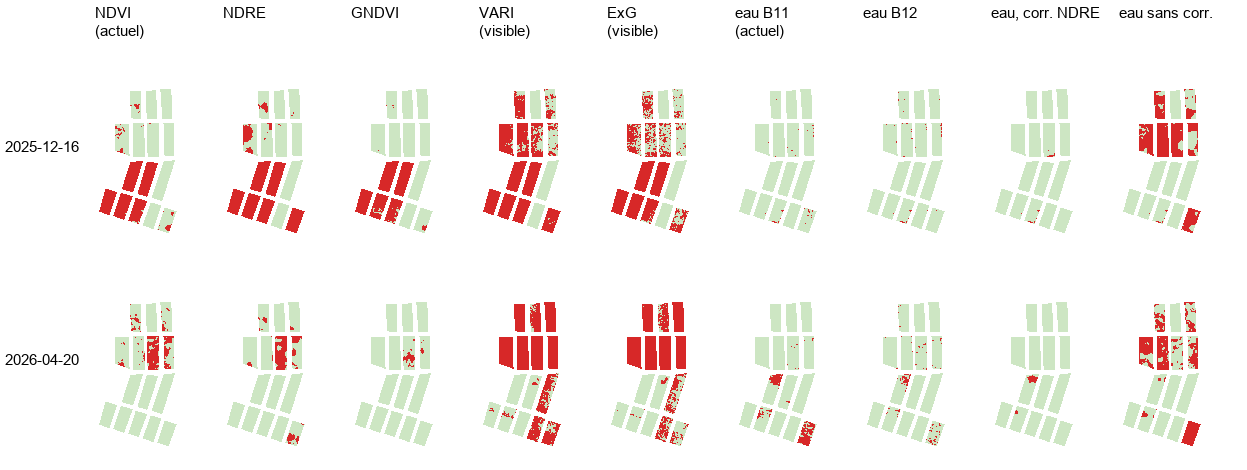 NDVI
(actuel)
NDRE
GNDVI
VARI
(visible)
ExG
(visible)
eau B11
(actuel)
eau B12
eau, corr. NDRE
eau sans corr.
2025-12-16
2026-04-20